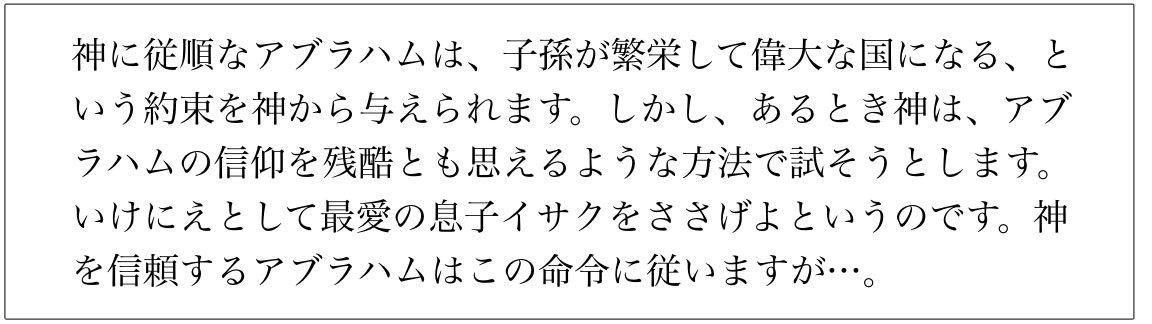 神に従順なアブラハムは、子孫が繁栄して偉大な国になる、と
いう約束を神から与えられます。しかし、あるとき神は、アブ
ラハムの信仰を残酷とも思えるような方法で試そうとします。
いけにえとして最愛の息子イサクをささげよというのです。神
を信頼するアブラハムはこの命令に従いますが…。